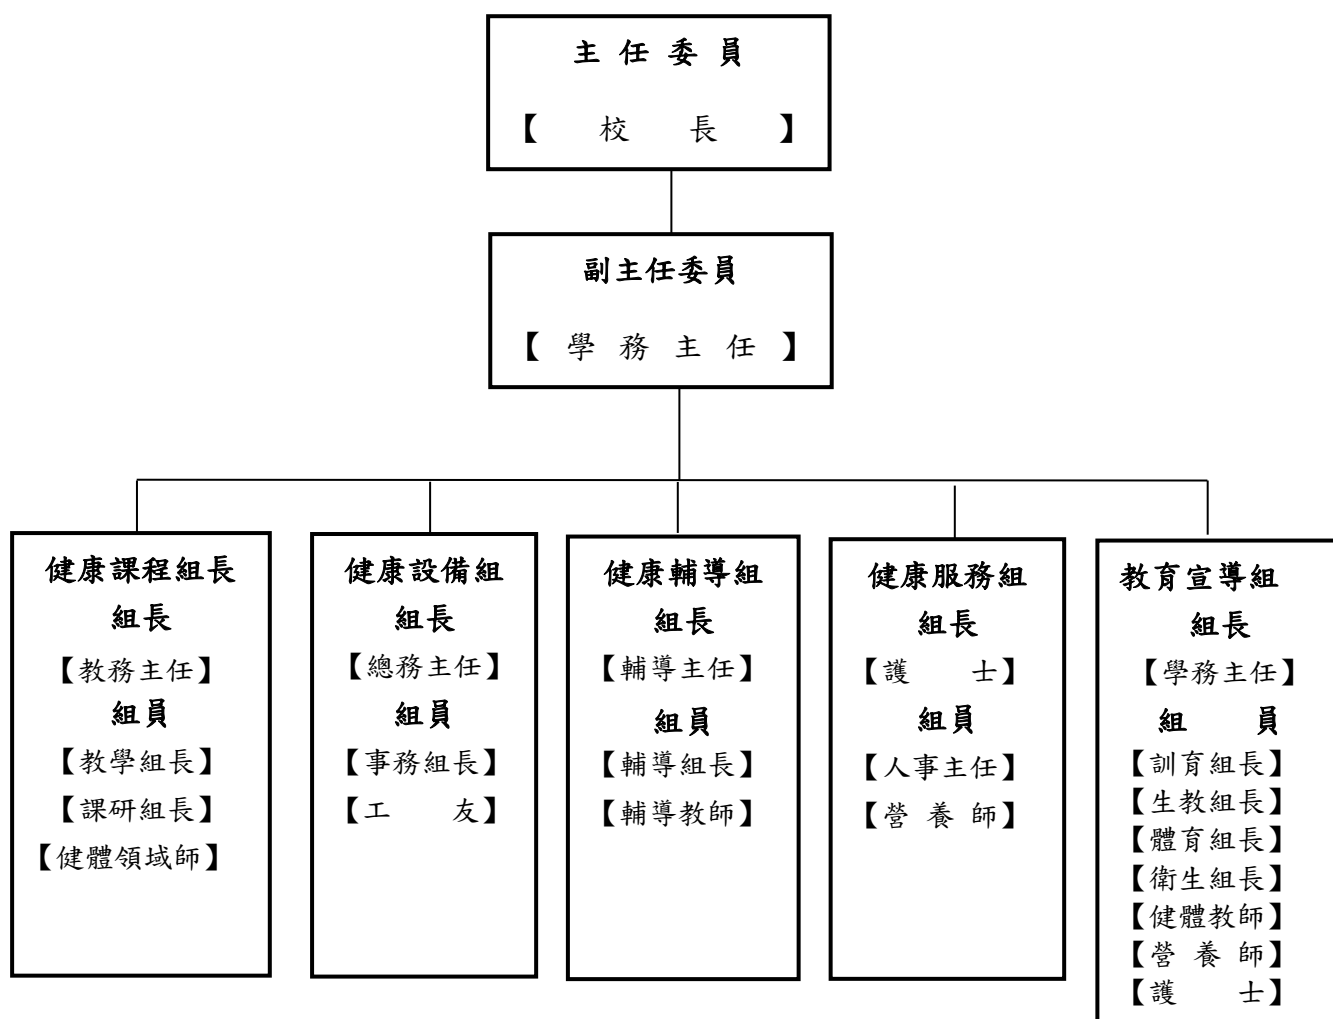 主 任 委 員
【 校 長 】
副主任委員
【 學 務 主 任 】
健康課程組長
組長
【教務主任】
組員
【教學組長】
【課研組長】
【健體領域師】
健康設備組
組長
【總務主任】
組員
【事務組長】
【工 友】
健康輔導組
組長
【輔導主任】
組員
【輔導組長】
【輔導教師】
健康服務組
組長
【護 士】
組員
【人事主任】
【營 養 師】
教育宣導組
組長
【學務主任】
組 員
【訓育組長】
【生教組長】
【體育組長】
【衛生組長】
【健體教師】
【營 養 師】
【護 士】